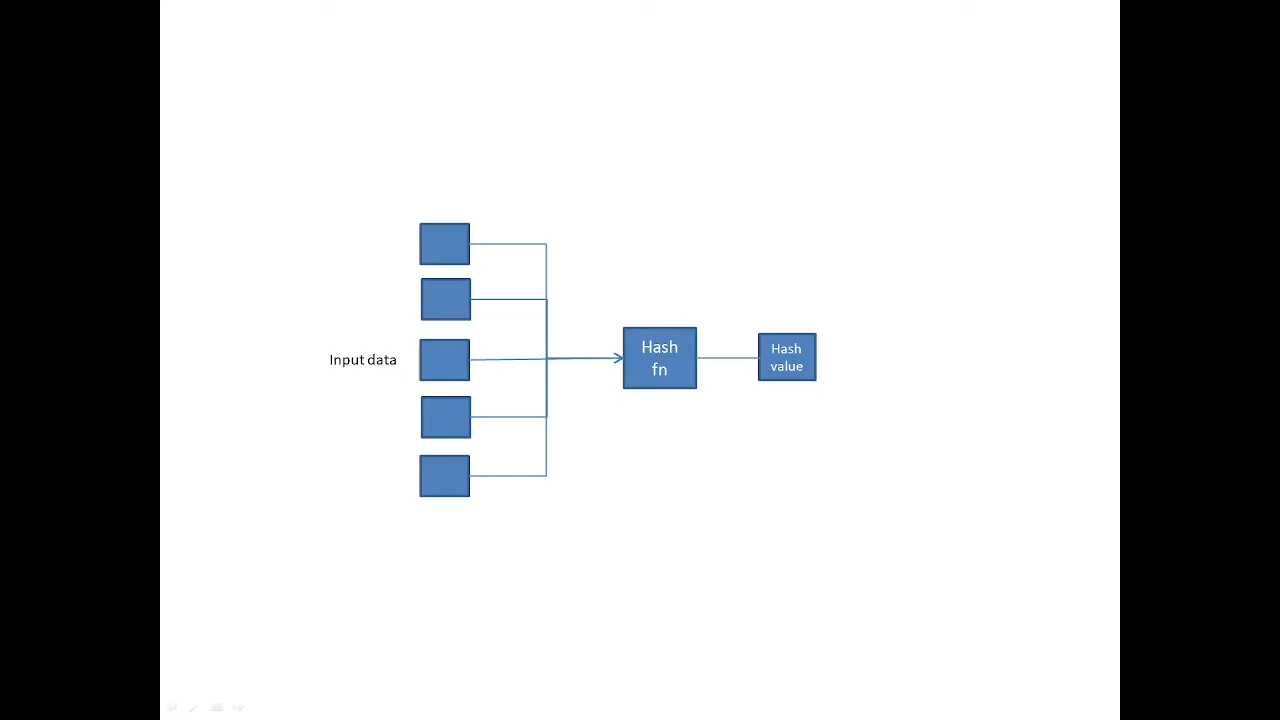 Input data
Hash
fn
Hash
value